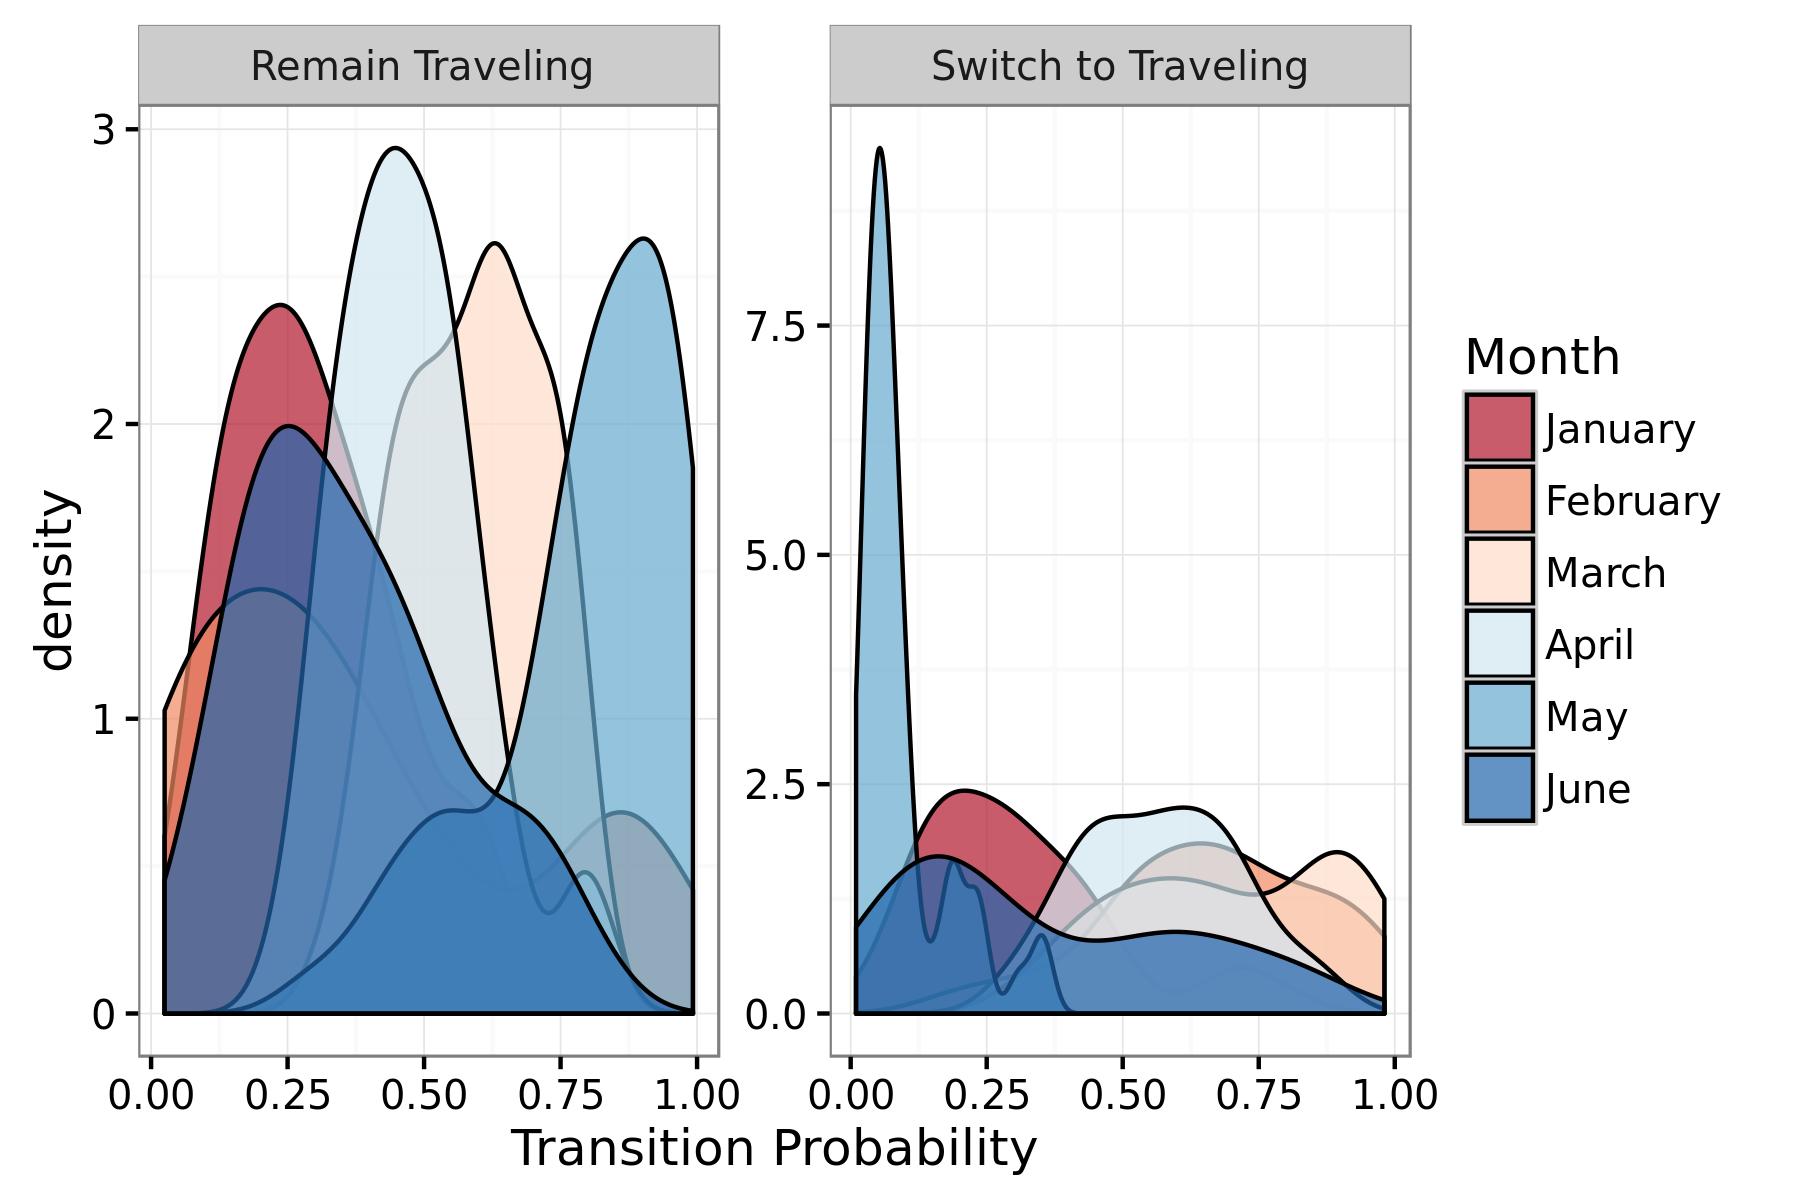 Remain Traveling
Switch to Traveling
density
3
2
1
0
7.5
5.0
2.5
0.0
0.00 0.25 0.50 0.75 1.00
0.00 0.25 0.50 0.75 1.00
Transition Probability
Month
January
February
March
April
May
June